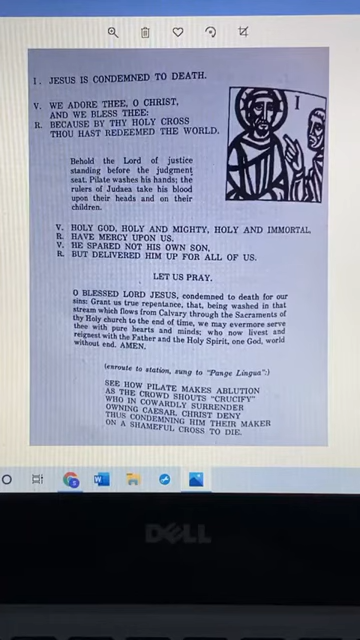 I. JESUS IS CONDEMNED TO DEATH.
I
V. WE ADORE THEE, O CHRIST,
AND WE BLESS THEE:
R. BECAUSE BY THY HOLY CROSS
THOU HAST REDEEMED THE WORLD.
Behold the Lord of justice
standing before the judgment
seat. Pilate washes his hands; the
rulers of Judaea take his blood
upon their heads and on their
children.
V. HOLY GOD, HOLY AND MIGHTY, HOLY AND IMMORTAL,
R. HAVE MERCY UPON US.
V. HE SPARED NOT HIS OWN SON,
R. BUT DELIVERED HIM UP FOR ALL OF US.
LET US PRAY.
O BLESSED LORD JESUS, condemned to death for our
sins: Grant us true repentance, that, being washed in that
stream which flows from Calvary through the Sacraments of
thy Holy church to the end of time, we may evermore serve
thee with pure hearts and minds; who now livest and
reignest with the Father and the Holy Spirit, one God, world
without end. AMEN.
(enroute to station, sung to "Pange Lingua":)
SEE HOW PILATE MAKES ABLUTION
AS THE CROWD SHOUTS "CRUCIFY"
WHO IN COWARDLY SURRENDER
OWNING CAESAR, CHRIST DENY
THUS CONDEMNING HIM THEIR MAKER
ON A SHAMEFUL CROSS TO DIE.
DELL